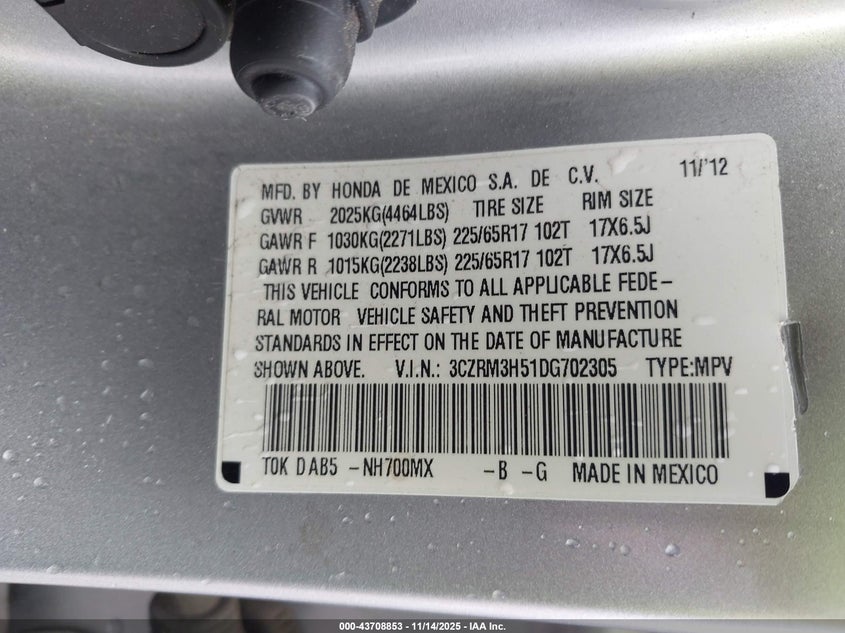 MFD. BY HONDA DE MEXICO S.A. DE C.V. 11/'12
GVWR 2025KG(4464LBS) TIRE SIZE RIM SIZE
GAWR F 1030KG(2271LBS) 225/65R17 102T 17X6.5J
GAWR R 1015KG(2238LBS) 225/65R17 102T 17X6.5J
THIS VEHICLE CONFORMS TO ALL APPLICABLE FEDE-
RAL MOTOR VEHICLE SAFETY AND THEFT PREVENTION
STANDARDS IN EFFECT ON THE DATE OF MANUFACTURE
SHOWN ABOVE. V.I.N.: 3CZRM3H51DG702305 TYPE:MPV
T0K D AB5 -NH700MX -B -G MADE IN MEXICO
000-43708853 - 11/14/2025 - IAA Inc.